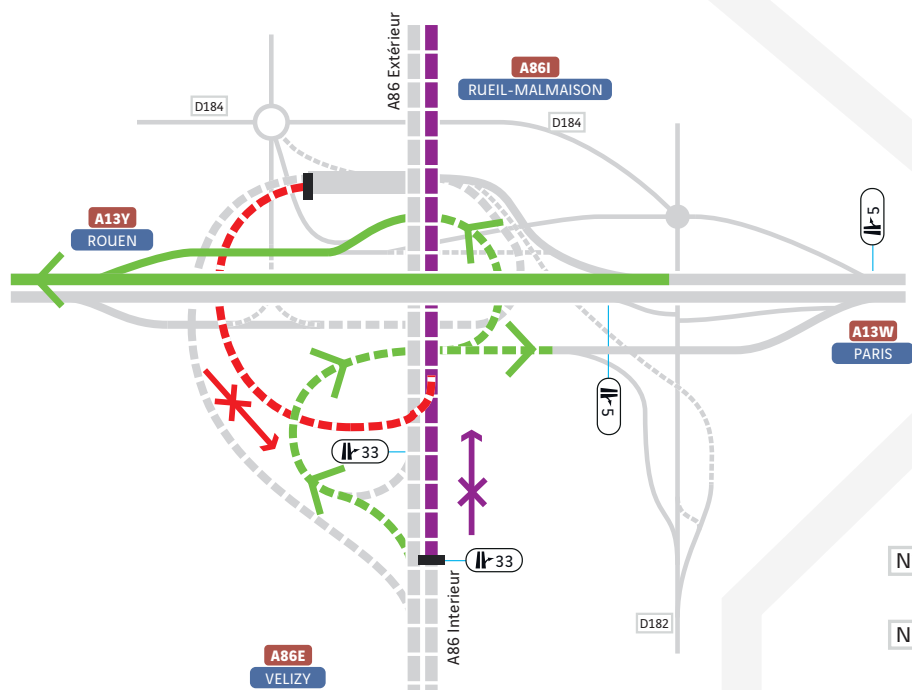 A86 Extérieur
A86I
RUEIL-MALMAISON
D184
D184
A13Y
ROUEN
5
A13W
PARIS
5
33
33
A86 Interieur
N
N
D182
A86E
VELIZY